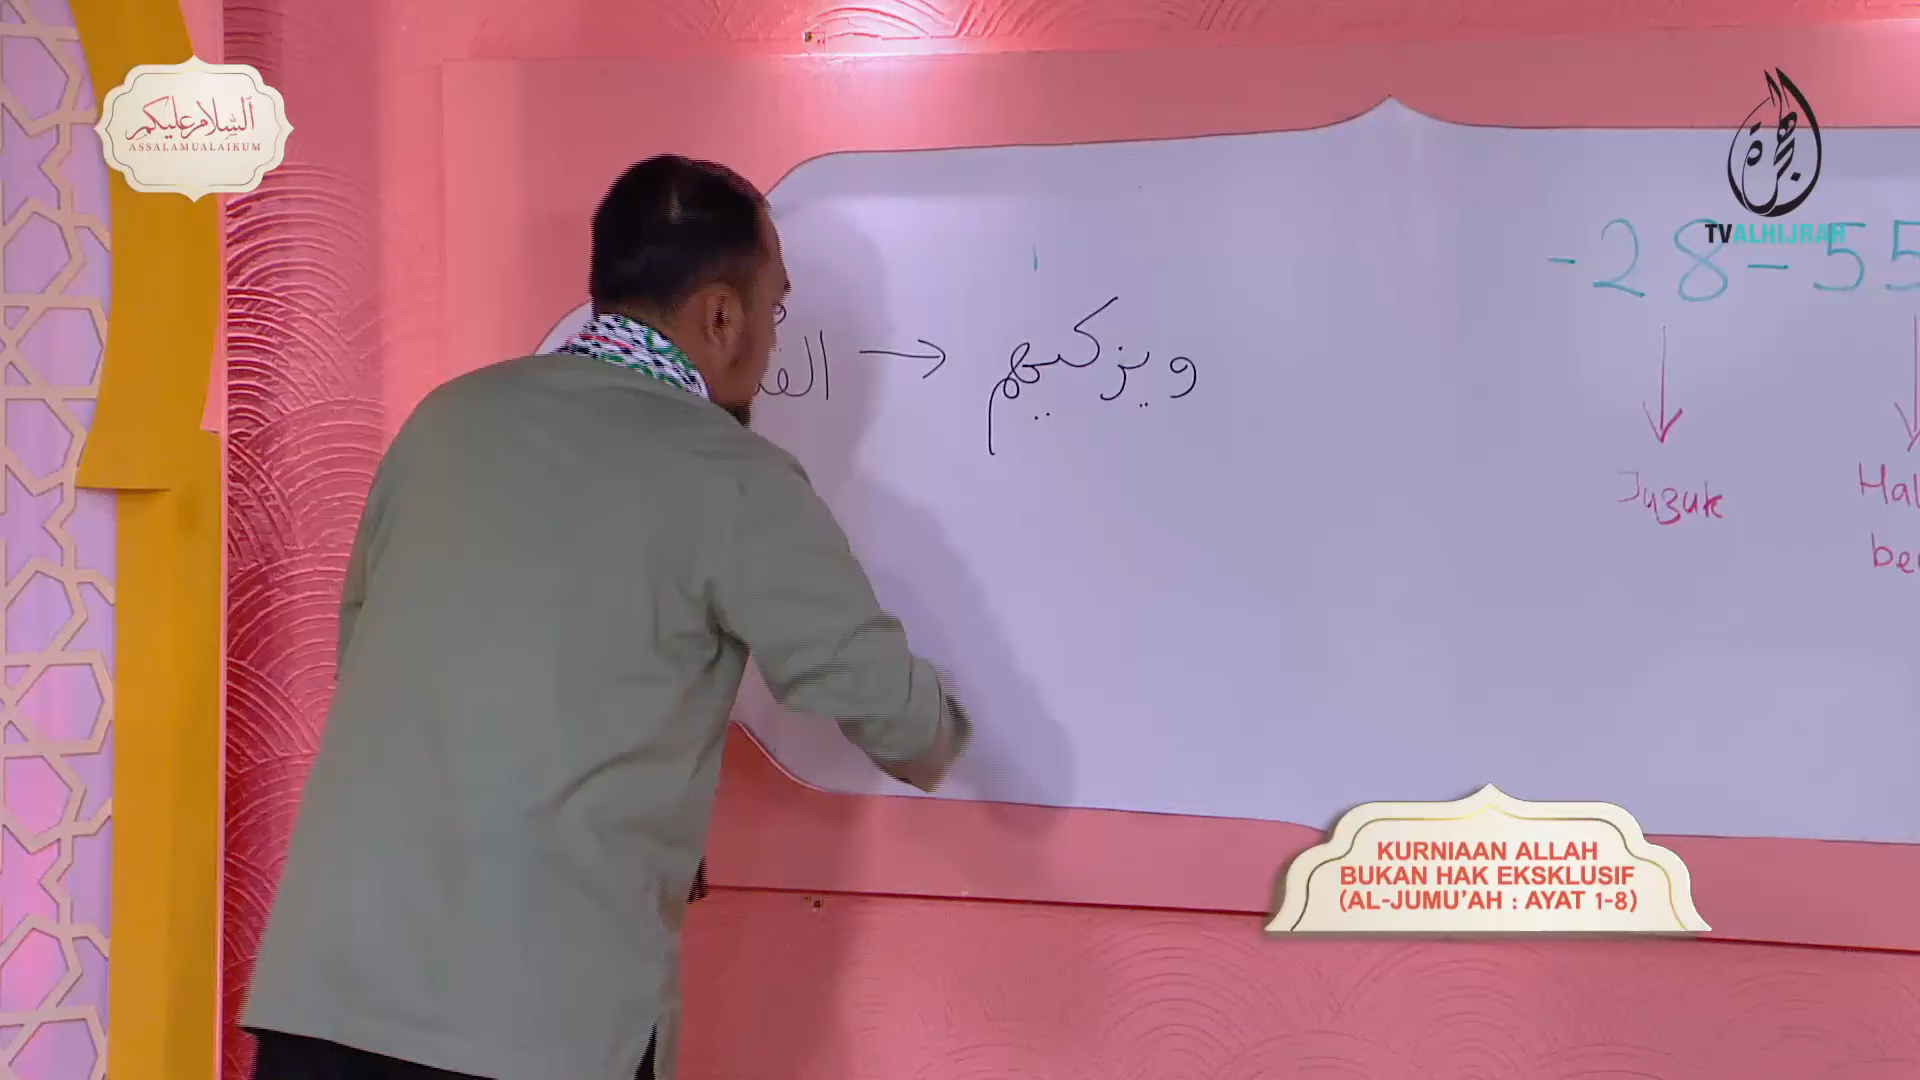 السلام عليكم
ASSALAMUALAIKUM
هجرة
TVALHIJRAH
-28-55
ويزكيهم →
Juzuk
KURNIAAN ALLAH
BUKAN HAK EKSKLUSIF
(AL-JUMU'AH : AYAT 1-8)